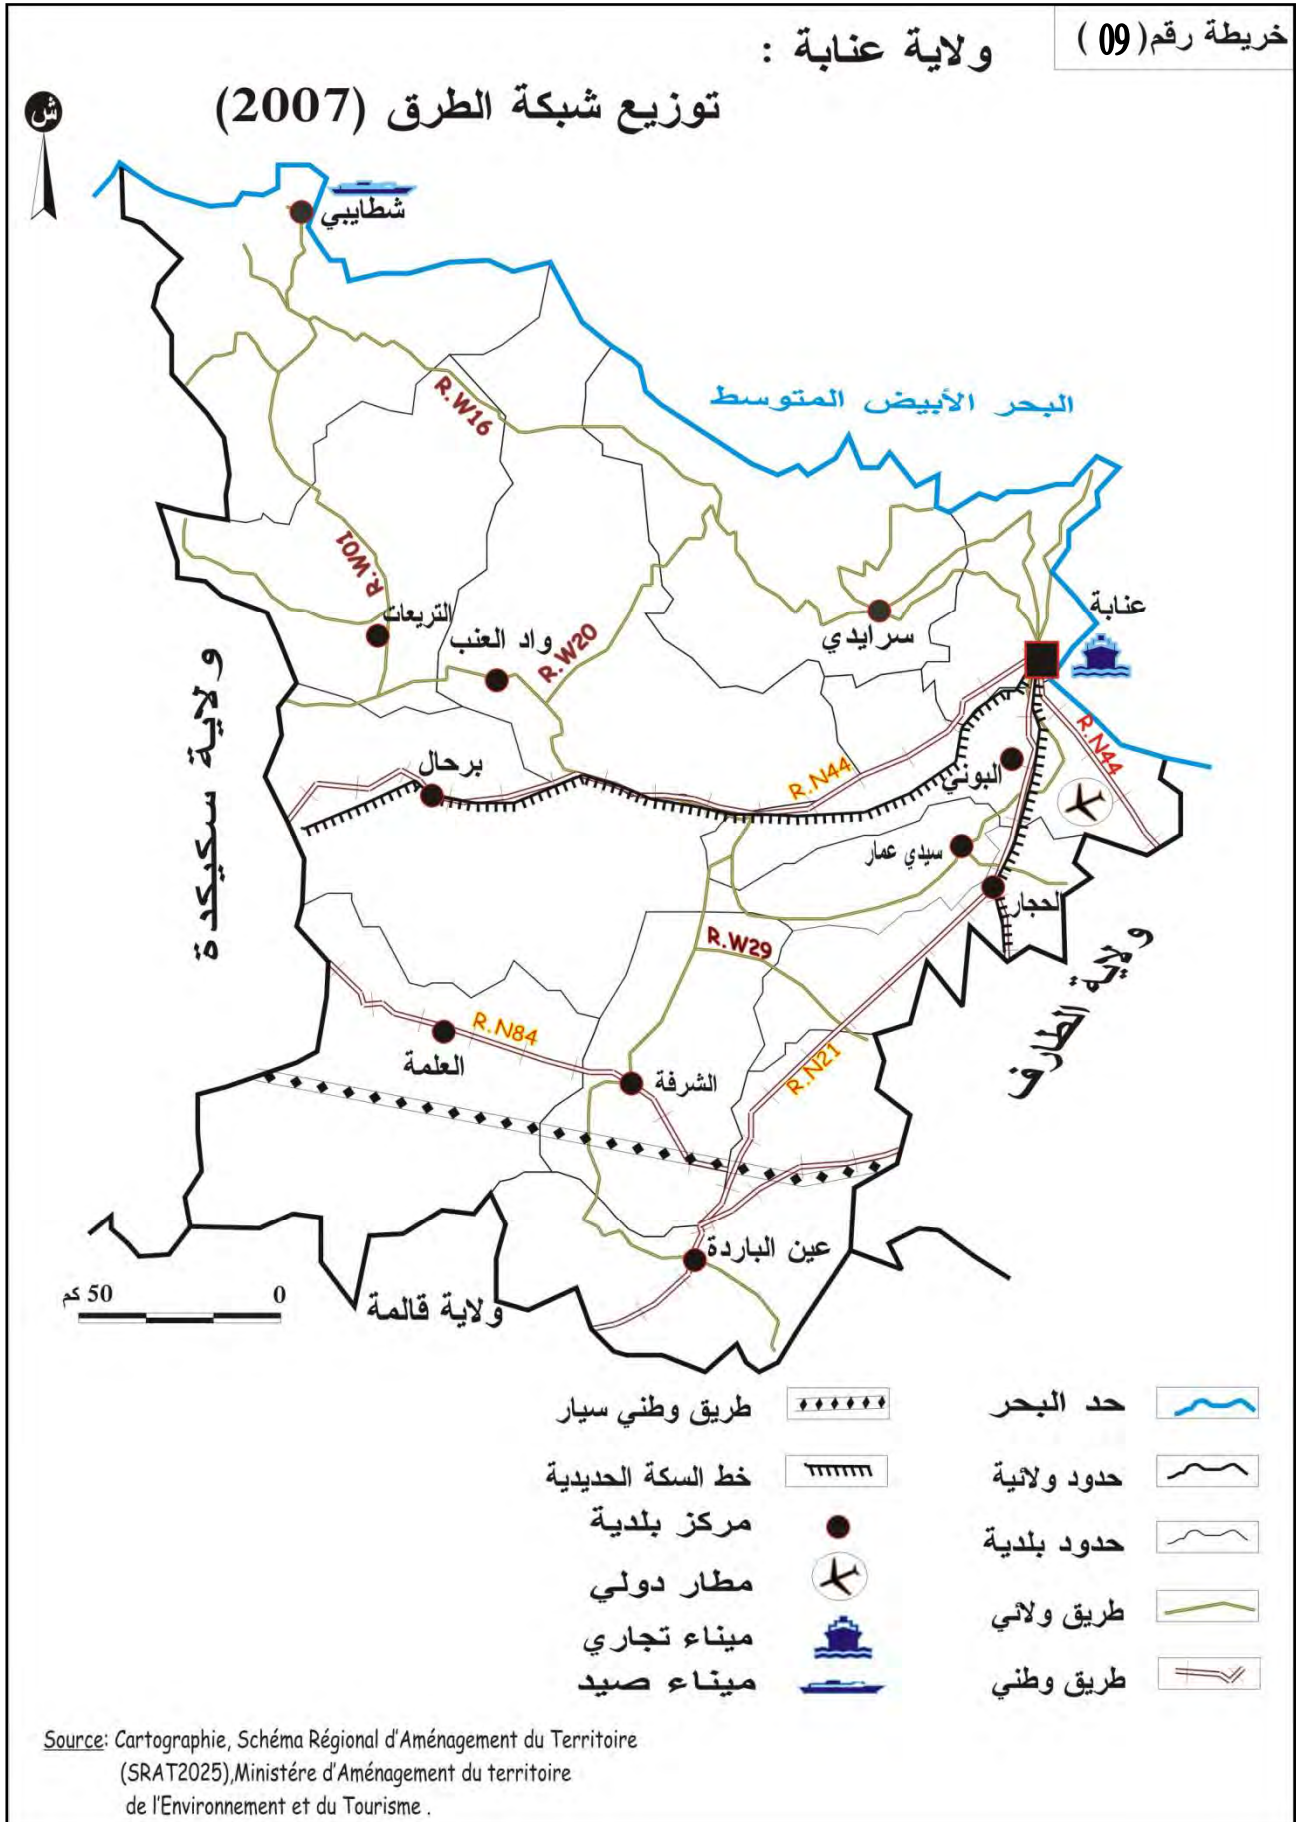 خريطة رقم( 09 )
ولاية عنابة :
توزيع شبكة الطرق (2007)
ش
شطايبي
البحر الأبيض المتوسط
R.W16
R.W01
عنابة
التريعات
واد العنب
R.W20
سرايدي
ولاية سكيكدة
برحال
R.N44
البوني
R.N44
سيدي عمار
الحجار
R.W29
ولاية الطارف
R.N84
العلمة
الشرفة
R.N21
عين الباردة
ولاية قالمة
50 كم
0
حد البحر
طريق وطني سيار
حدود ولائية
خط السكة الحديدية
حدود بلدية
مركز بلدية
طريق ولائي
مطار دولي
طريق وطني
ميناء تجاري
ميناء صيد
Source: Cartographie, Schéma Régional d'Aménagement du Territoire
(SRAT2025),Ministére d'Aménagement du territoire
de l'Environnement et du Tourisme .